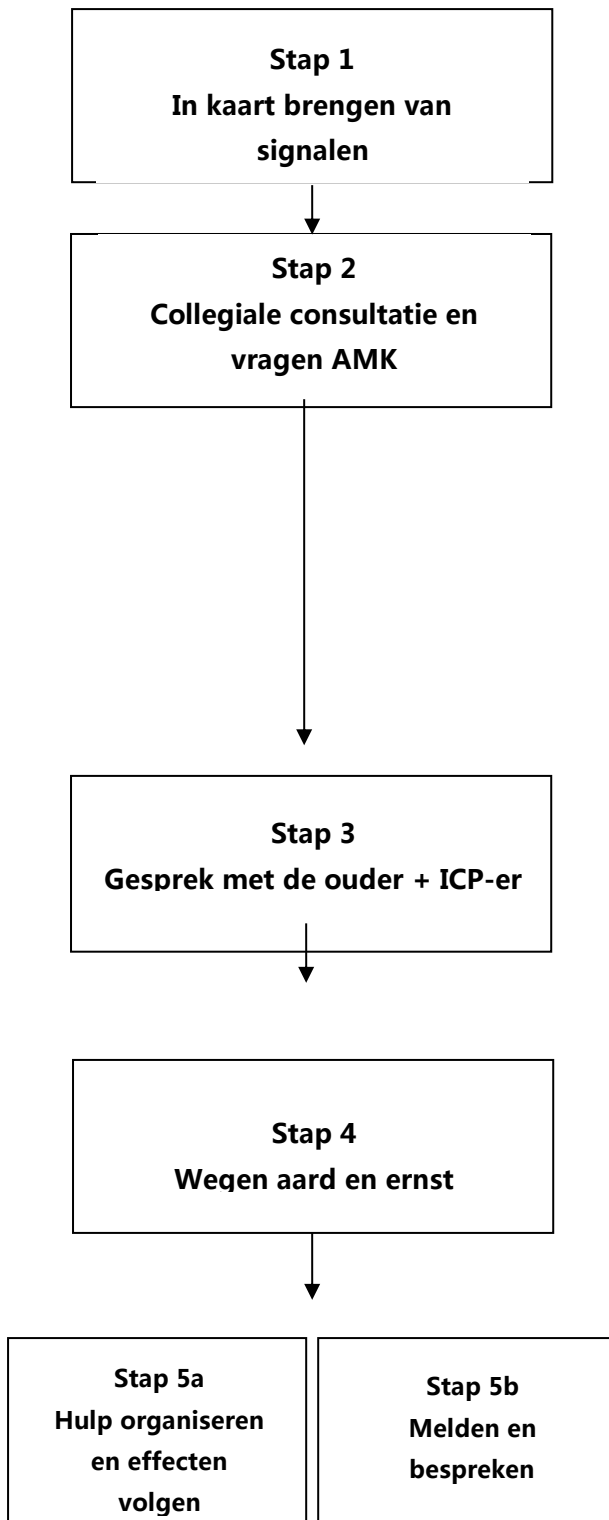 Stap 1
In kaart brengen van
signalen
Stap 2
Collegiale consultatie en
vragen AMK
Stap 3
Gesprek met de ouder + ICP-er
Stap 4
Wegen aard en ernst
Stap 5a
Hulp organiseren
en effecten
volgen
Stap 5b
Melden en
bespreken